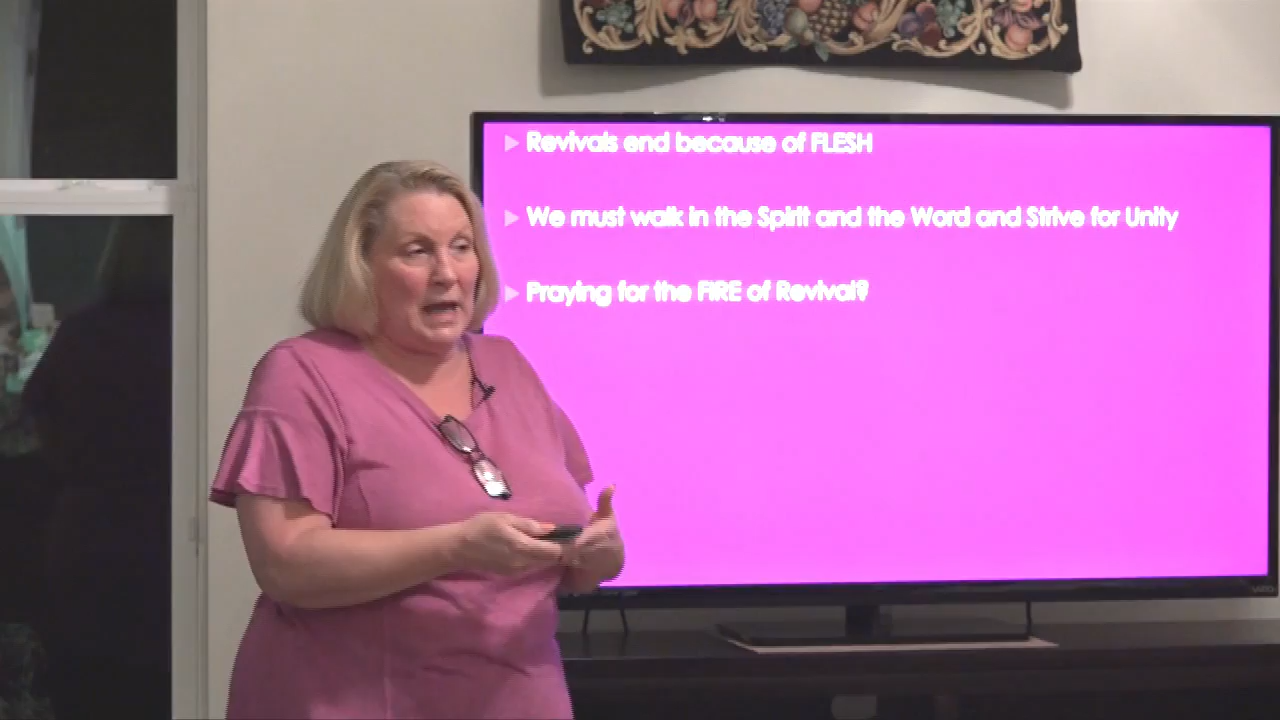 Revivals end because of FLESH
We must walk in the Spirit and the Word and Strive for Unity
Praying for the FIRE of Revival?
VIZIO